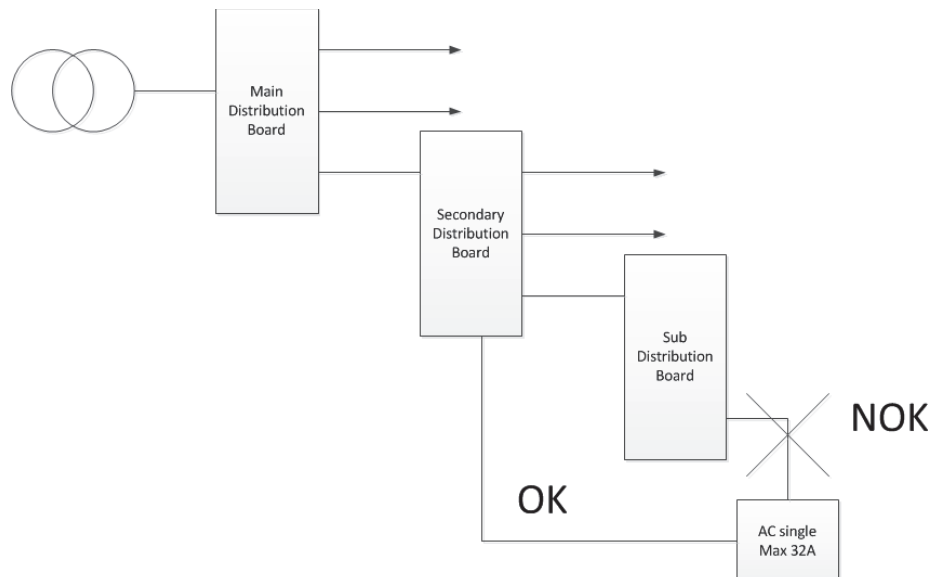 Main
Distribution
Board
Secondary
Distribution
Board
Sub
Distribution
Board
NOK
OK
AC single
Max 32A